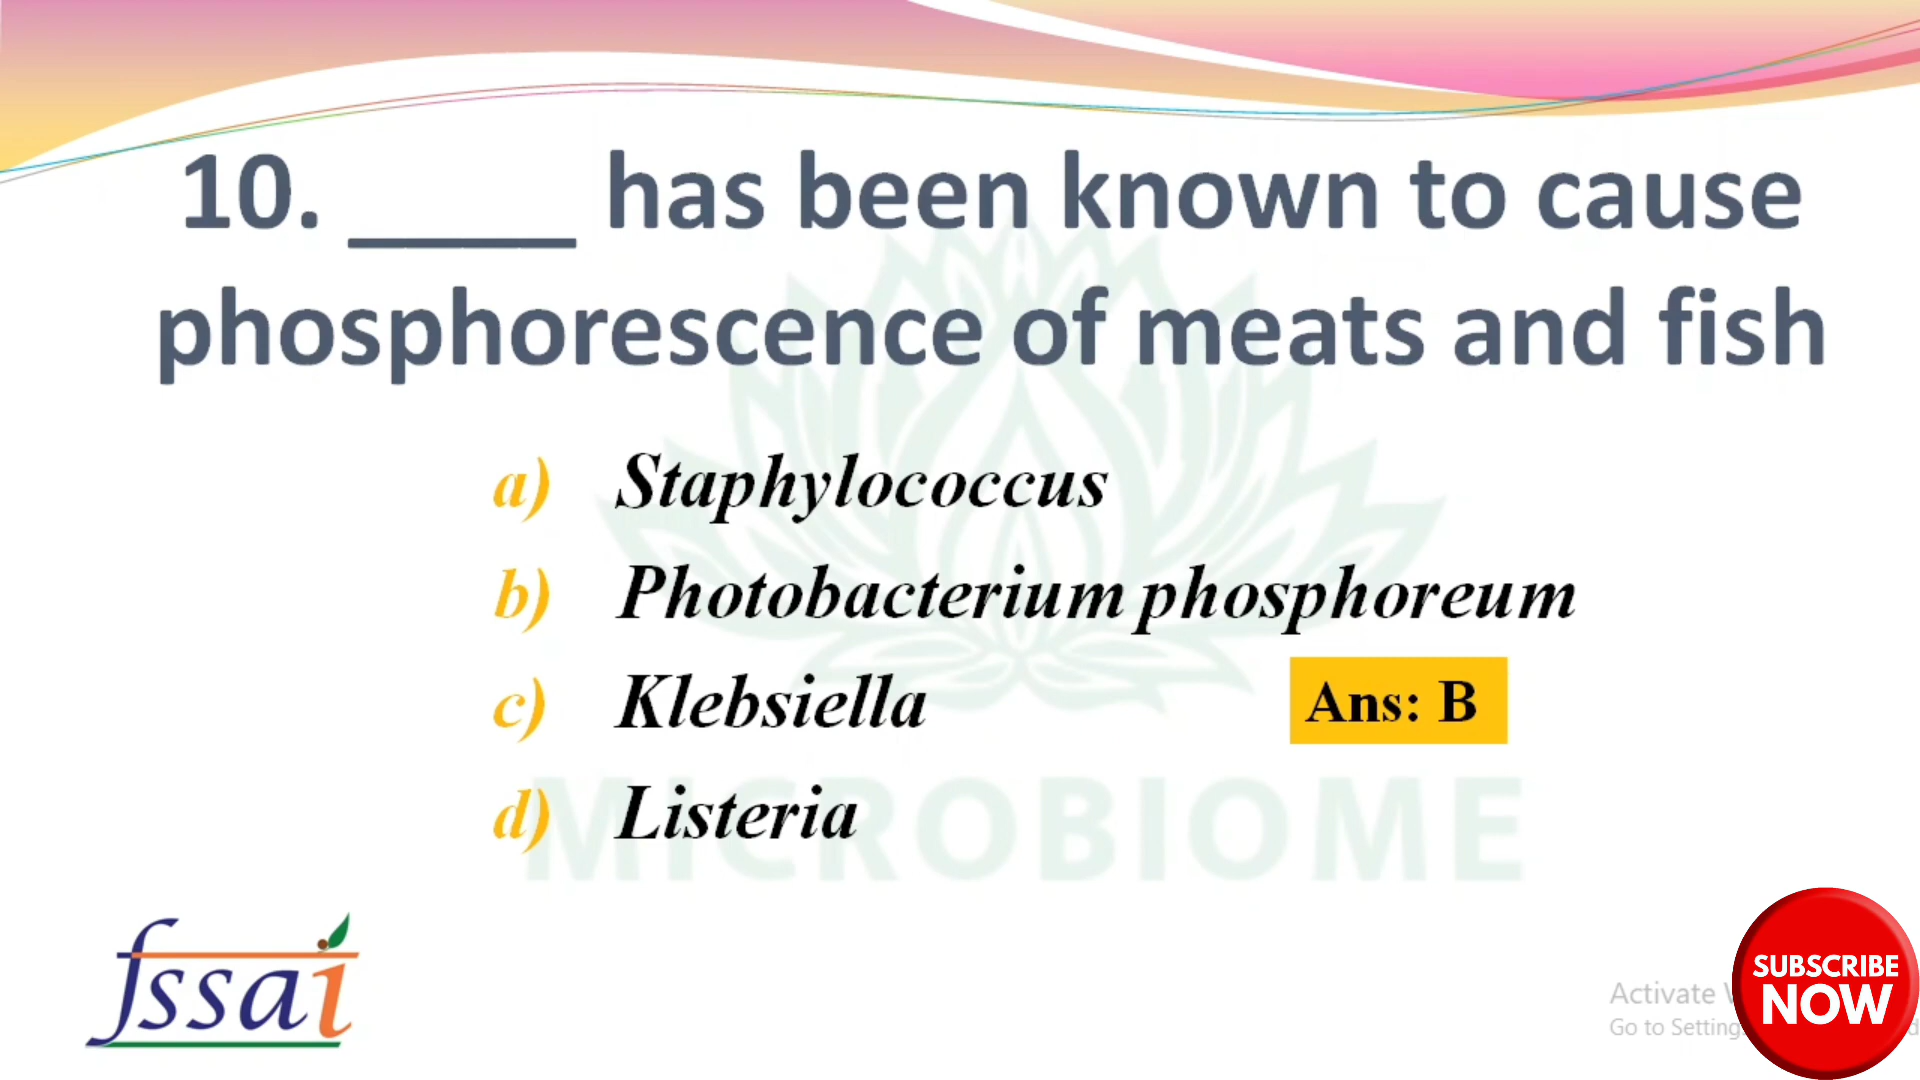 10. ____ has been known to cause
phosphorescence of meats and fish
a) Staphylococcus
b) Photobacterium phosphoreum
c) Klebsiella
Ans: B
d) Listeria
MICROBIOME
fssai
SUBSCRIBE
NOW
Activate
Go to